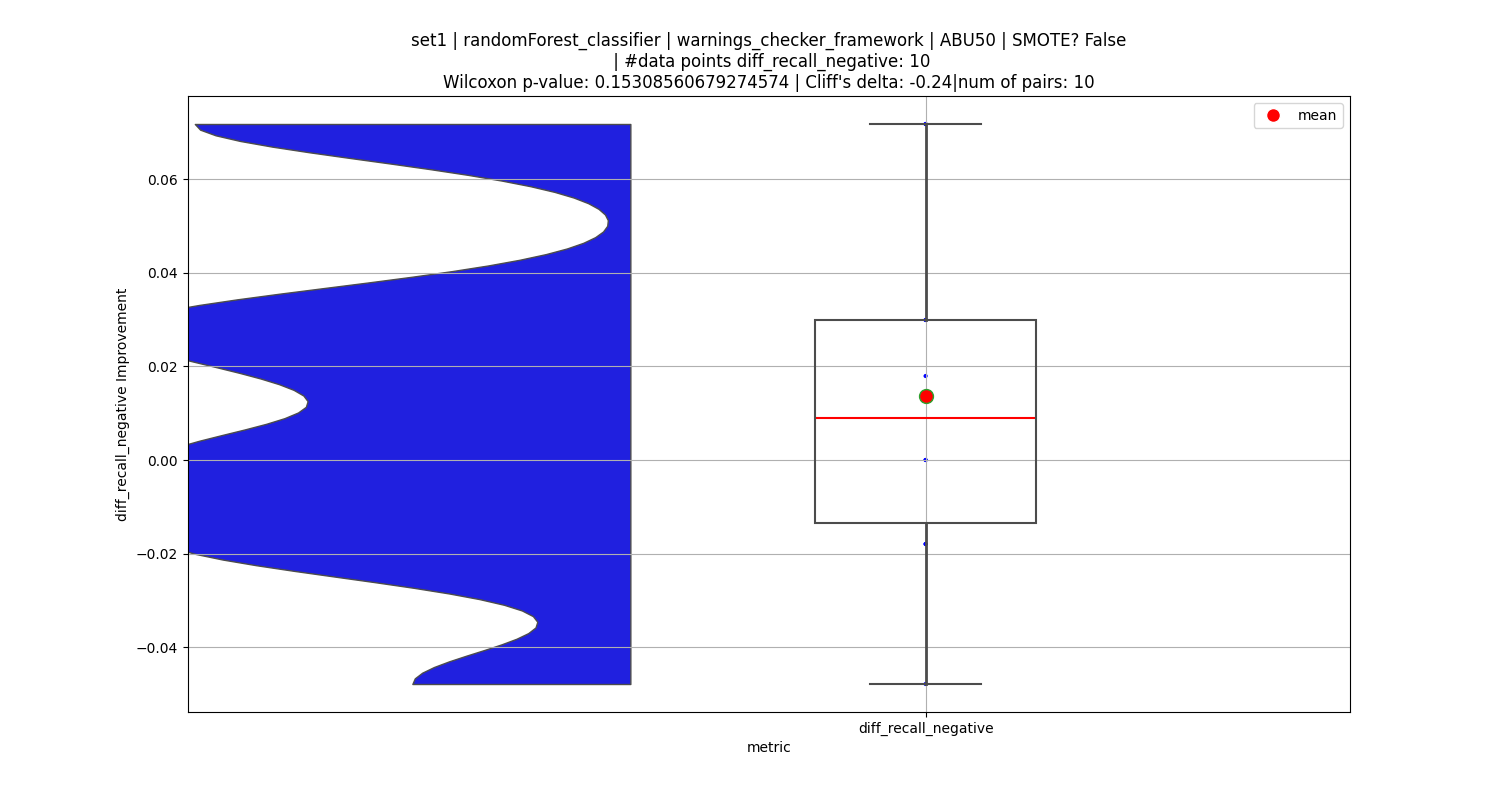 set1 | randomForest_classifier | warnings_checker_framework | ABU50 | SMOTE? False
| #data points diff_recall_negative: 10
Wilcoxon p-value: 0.15308560679274574 | Cliff's delta: -0.24|num of pairs: 10
mean
0.06
0.04
0.02
0.00
−0.02
−0.04
diff_recall_negative Improvement
diff_recall_negative
metric